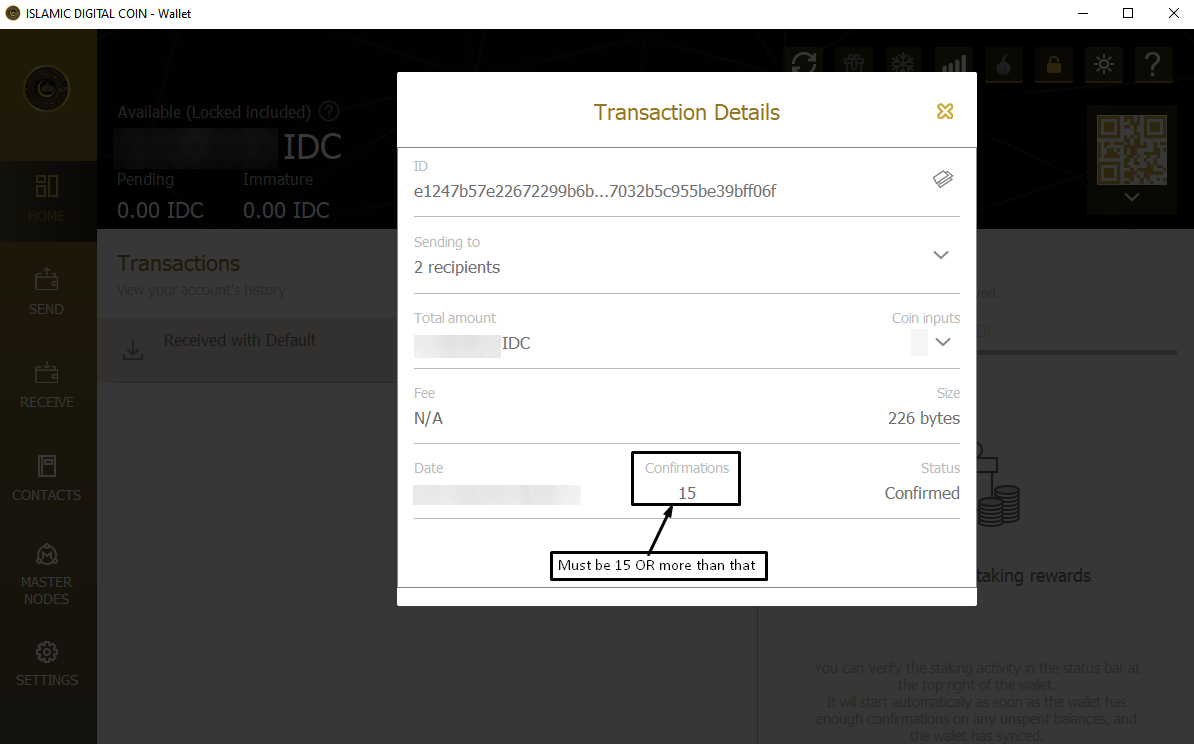 ISLAMIC DIGITAL COIN - Wallet
Available (Locked included) ?
IDC
Pending Immature
0.00 IDC 0.00 IDC
HOME
SEND
RECEIVE
CONTACTS
MASTER
NODES
SETTINGS
Transactions
View your account's history
Received with Default
Transaction Details
ID
e1247b57e22672299b6b...7032b5c955be39bff06f
Sending to
2 recipients
Total amount Coin inputs
IDC
Fee Size
N/A 226 bytes
Date Confirmations Status
15 Confirmed
Must be 15 OR more than that
rewards
You can verify the staking activity in the status bar at
the top right of the wallet.
It will start automatically as soon as the wallet has
enough confirmations on any unspent balances, and
the wallet has synced.